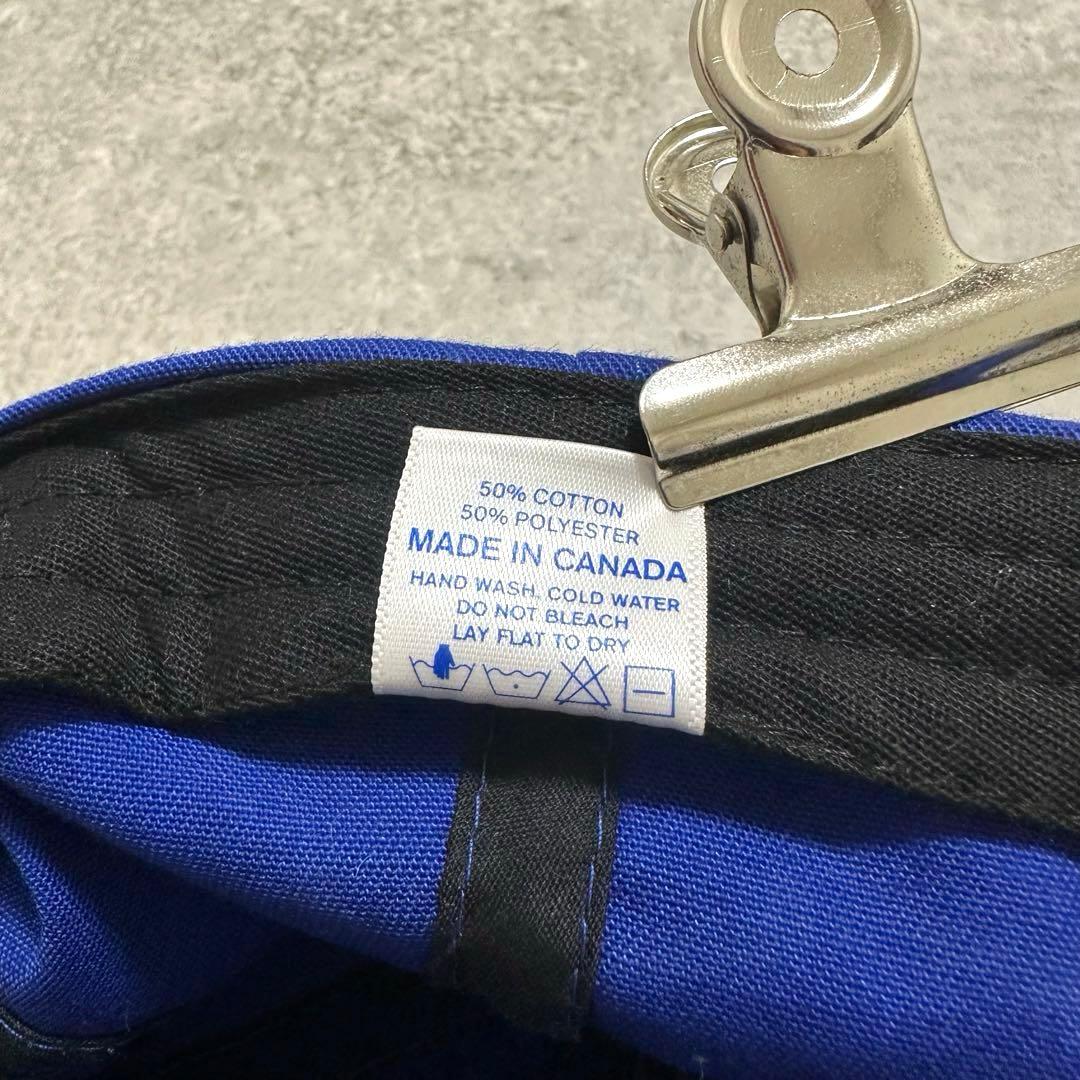 50% COTTON
50% POLYESTER
MADE IN CANADA
HAND WASH, COLD WATER
DO NOT BLEACH
LAY FLAT TO DRY